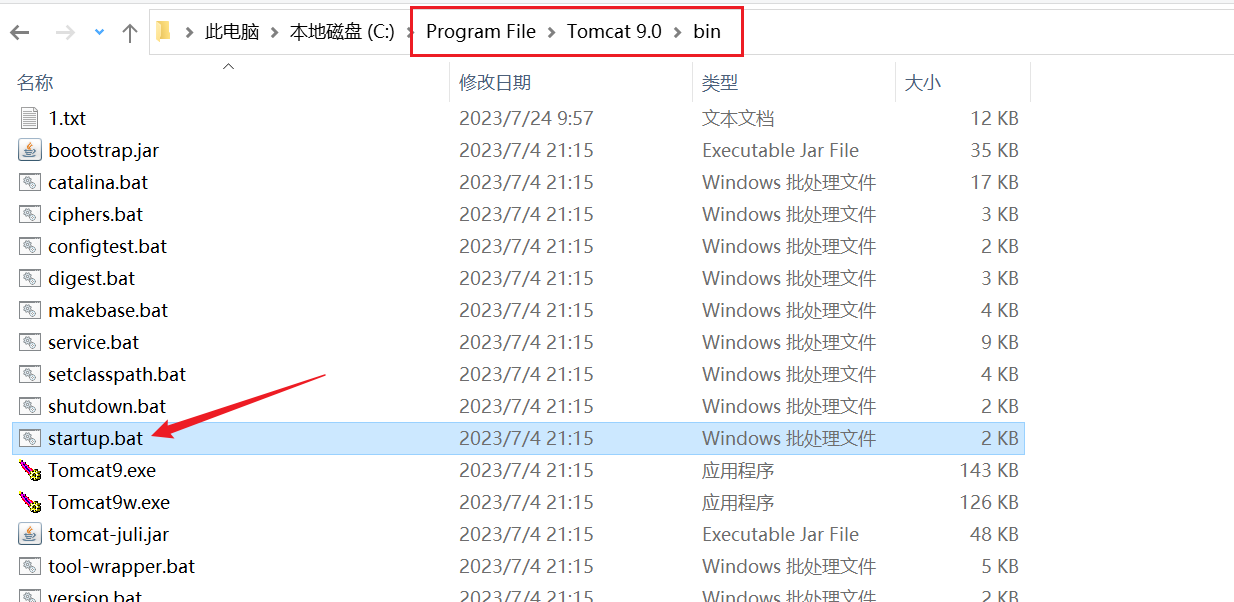 此电脑 本地磁盘 (C:) Program File Tomcat 9.0 bin
名称 修改日期 类型 大小
1.txt 2023/7/24 9:57 文本文档 12 KB
bootstrap.jar 2023/7/4 21:15 Executable Jar File 35 KB
catalina.bat 2023/7/4 21:15 Windows 批处理文件 17 KB
ciphers.bat 2023/7/4 21:15 Windows 批处理文件 3 KB
configtest.bat 2023/7/4 21:15 Windows 批处理文件 2 KB
digest.bat 2023/7/4 21:15 Windows 批处理文件 3 KB
makebase.bat 2023/7/4 21:15 Windows 批处理文件 4 KB
service.bat 2023/7/4 21:15 Windows 批处理文件 9 KB
setclasspath.bat 2023/7/4 21:15 Windows 批处理文件 4 KB
shutdown.bat 2023/7/4 21:15 Windows 批处理文件 2 KB
startup.bat 2023/7/4 21:15 Windows 批处理文件 2 KB
Tomcat9.exe 2023/7/4 21:15 应用程序 143 KB
Tomcat9w.exe 2023/7/4 21:15 应用程序 126 KB
tomcat-juli.jar 2023/7/4 21:15 Executable Jar File 48 KB
tool-wrapper.bat 2023/7/4 21:15 Windows 批处理文件 5 KB
version.bat 2023/7/4 21:15 Windows 批处理文件 2 KB